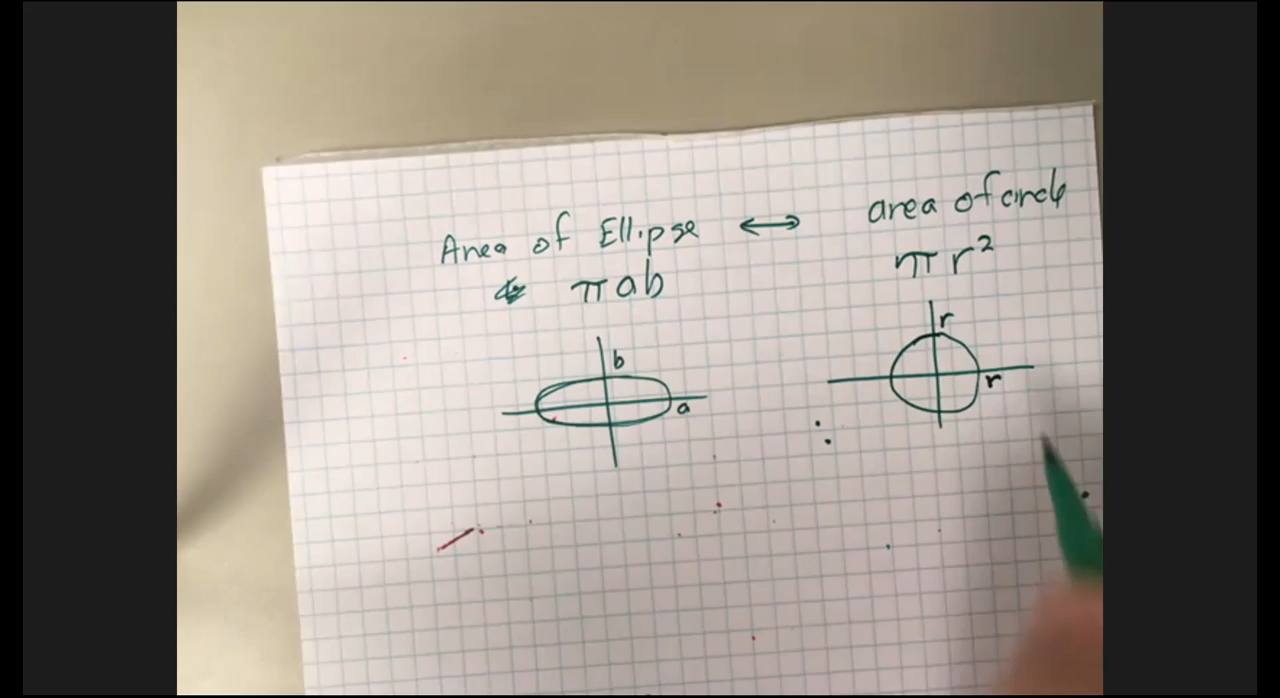 Area of Ellipse ↔ area of circle
πab
πr²
b
a
r
r